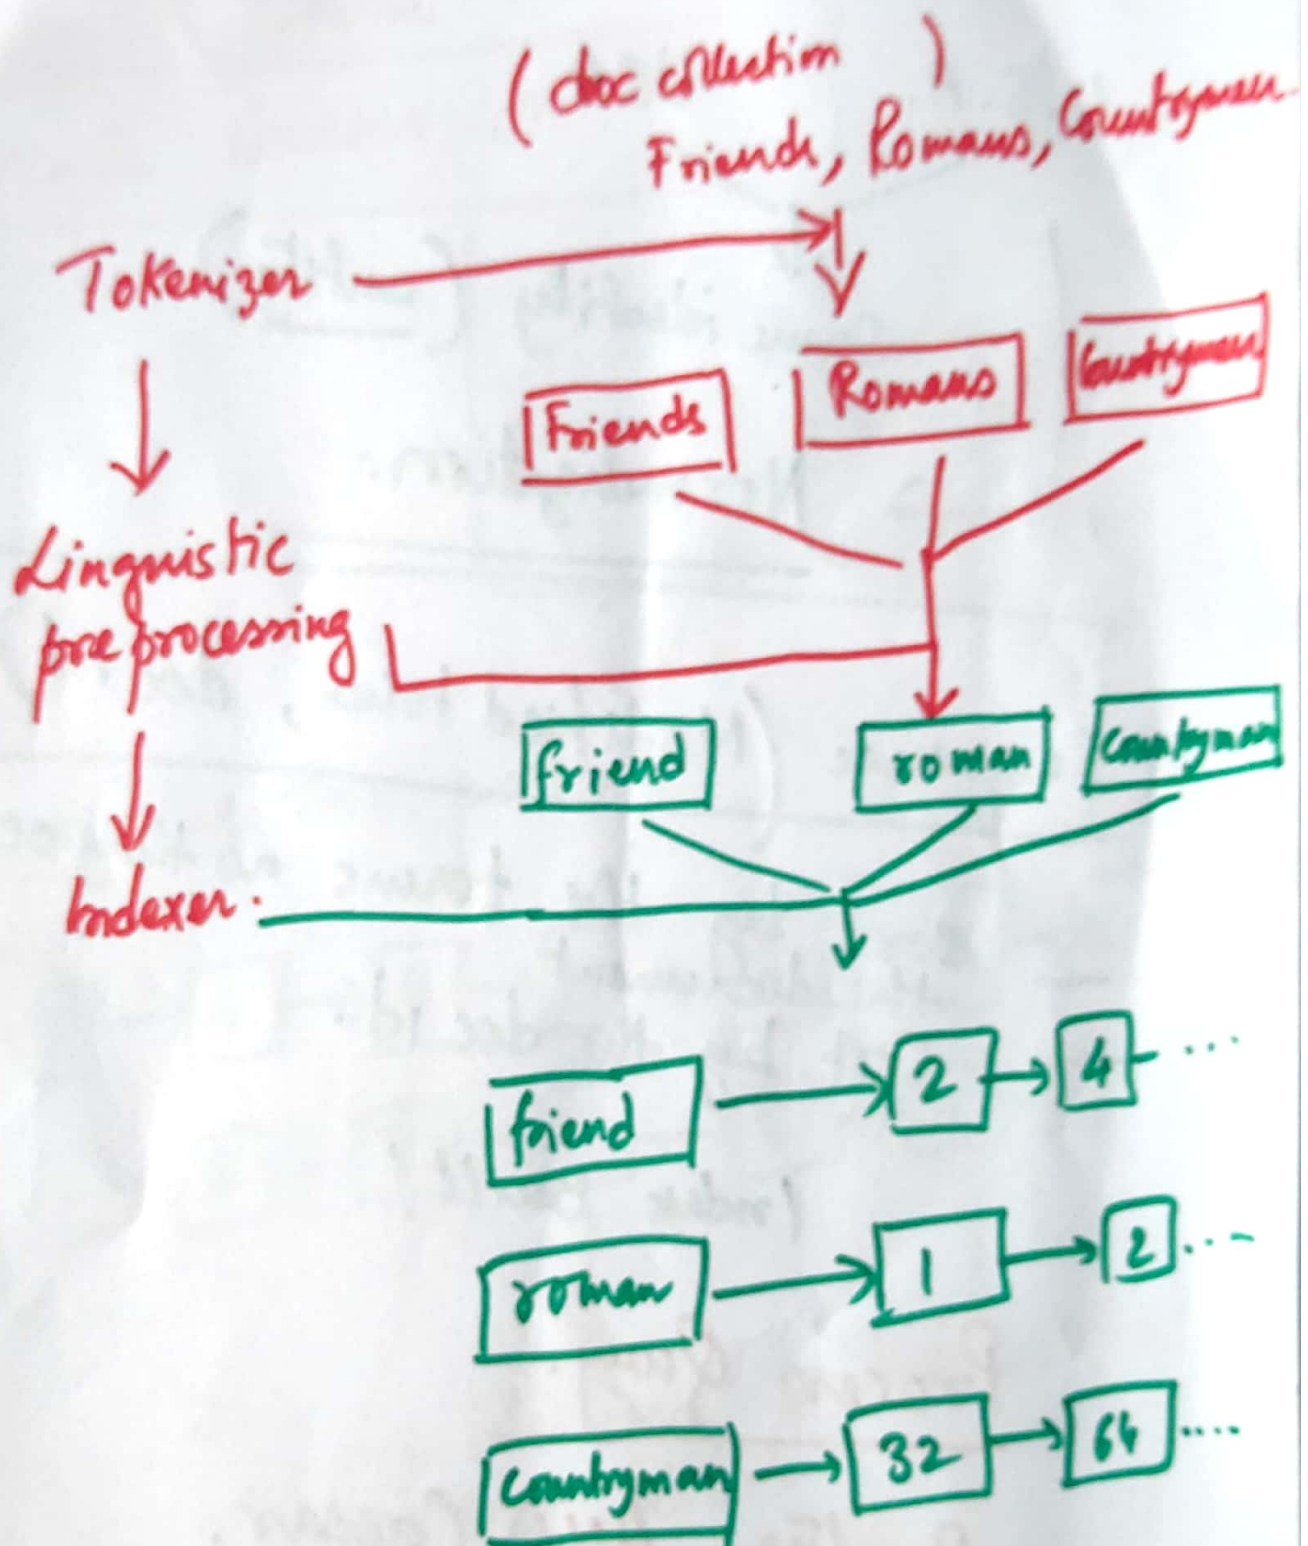 (doc collection )
Friends, Romans, Countrymen
Tokenizer
Friends Romans Countrymen
Linguistic
preprocessing
friend roman countryman
Indexer.
friend 2 4 ....
roman 1 2 ....
countryman 32 64 ....